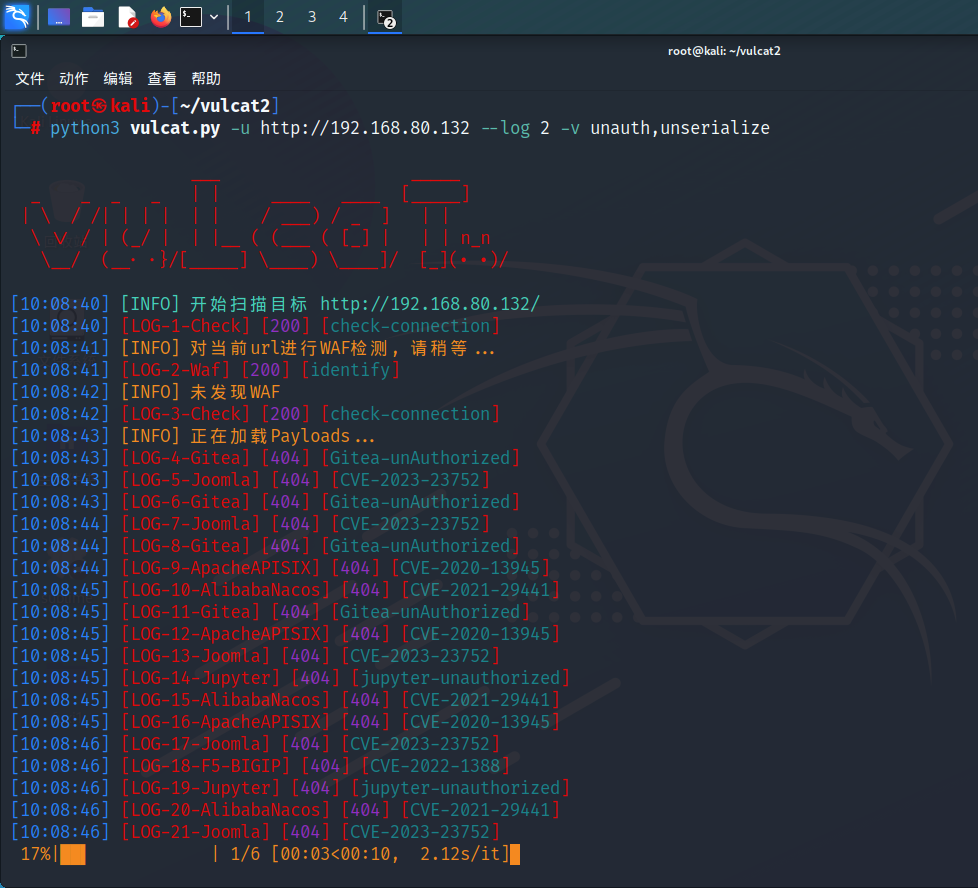 1 2 3 4 2
root@kali: ~/vulcat2
文件 动作 编辑 查看 帮助
┌──(root㉿kali)-[~/vulcat2]
└─# python3 vulcat.py -u http://192.168.80.132 --log 2 -v unauth,unserialize
[10:08:40] [INFO] 开始扫描目标 http://192.168.80.132/
[10:08:40] [LOG-1-Check] [200] [check-connection]
[10:08:41] [INFO] 对当前url进行WAF检测, 请稍等...
[10:08:41] [LOG-2-Waf] [200] [identify]
[10:08:42] [INFO] 未发现WAF
[10:08:42] [LOG-3-Check] [200] [check-connection]
[10:08:43] [INFO] 正在加载Payloads...
[10:08:43] [LOG-4-Gitea] [404] [Gitea-unAuthorized]
[10:08:43] [LOG-5-Joomla] [404] [CVE-2023-23752]
[10:08:43] [LOG-6-Gitea] [404] [Gitea-unAuthorized]
[10:08:44] [LOG-7-Joomla] [404] [CVE-2023-23752]
[10:08:44] [LOG-8-Gitea] [404] [Gitea-unAuthorized]
[10:08:44] [LOG-9-ApacheAPISIX] [404] [CVE-2020-13945]
[10:08:45] [LOG-10-AlibabaNacos] [404] [CVE-2021-29441]
[10:08:45] [LOG-11-Gitea] [404] [Gitea-unAuthorized]
[10:08:45] [LOG-12-ApacheAPISIX] [404] [CVE-2020-13945]
[10:08:45] [LOG-13-Joomla] [404] [CVE-2023-23752]
[10:08:45] [LOG-14-Jupyter] [404] [jupyter-unauthorized]
[10:08:45] [LOG-15-AlibabaNacos] [404] [CVE-2021-29441]
[10:08:45] [LOG-16-ApacheAPISIX] [404] [CVE-2020-13945]
[10:08:46] [LOG-17-Joomla] [404] [CVE-2023-23752]
[10:08:46] [LOG-18-F5-BIGIP] [404] [CVE-2022-1388]
[10:08:46] [LOG-19-Jupyter] [404] [jupyter-unauthorized]
[10:08:46] [LOG-20-AlibabaNacos] [404] [CVE-2021-29441]
[10:08:46] [LOG-21-Joomla] [404] [CVE-2023-23752]
17%|██ | 1/6 [00:03<00:10, 2.12s/it]